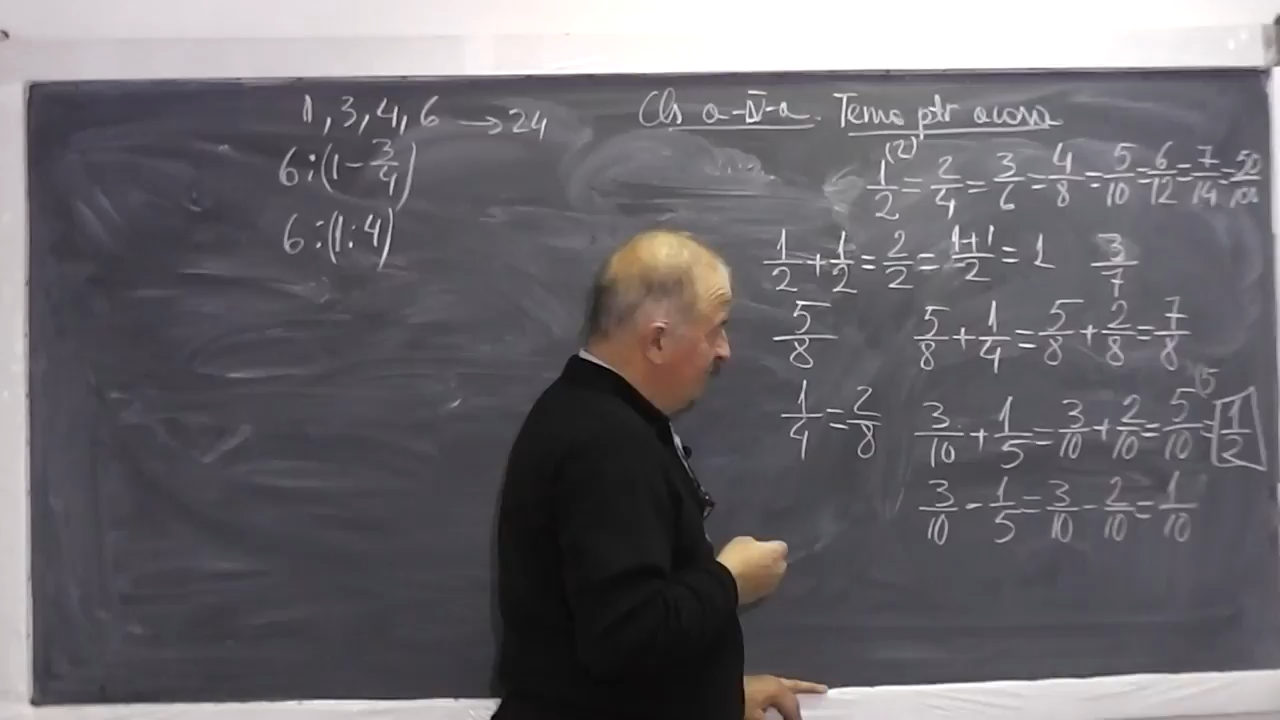 1, 3, 4, 6 → 24
6 : (1 - 3/4)
6 : (1 : 4)
Cls a-IV-a. Tema ptr acasa
(2)
1/2 = 2/4 = 3/6 = 4/8 = 5/10 = 6/12 = 7/14 = 50/100
1/2 + 1/2 = 2/2 = 1+1/2 = 1 3/7
5/8 5/8 + 1/4 = 5/8 + 2/8 = 7/8
1/4 = 2/8
3/10 + 1/5 = 3/10 + 2/10 = 5/10 (5 = 1/2
3/10 - 1/5 = 3/10 - 2/10 = 1/10